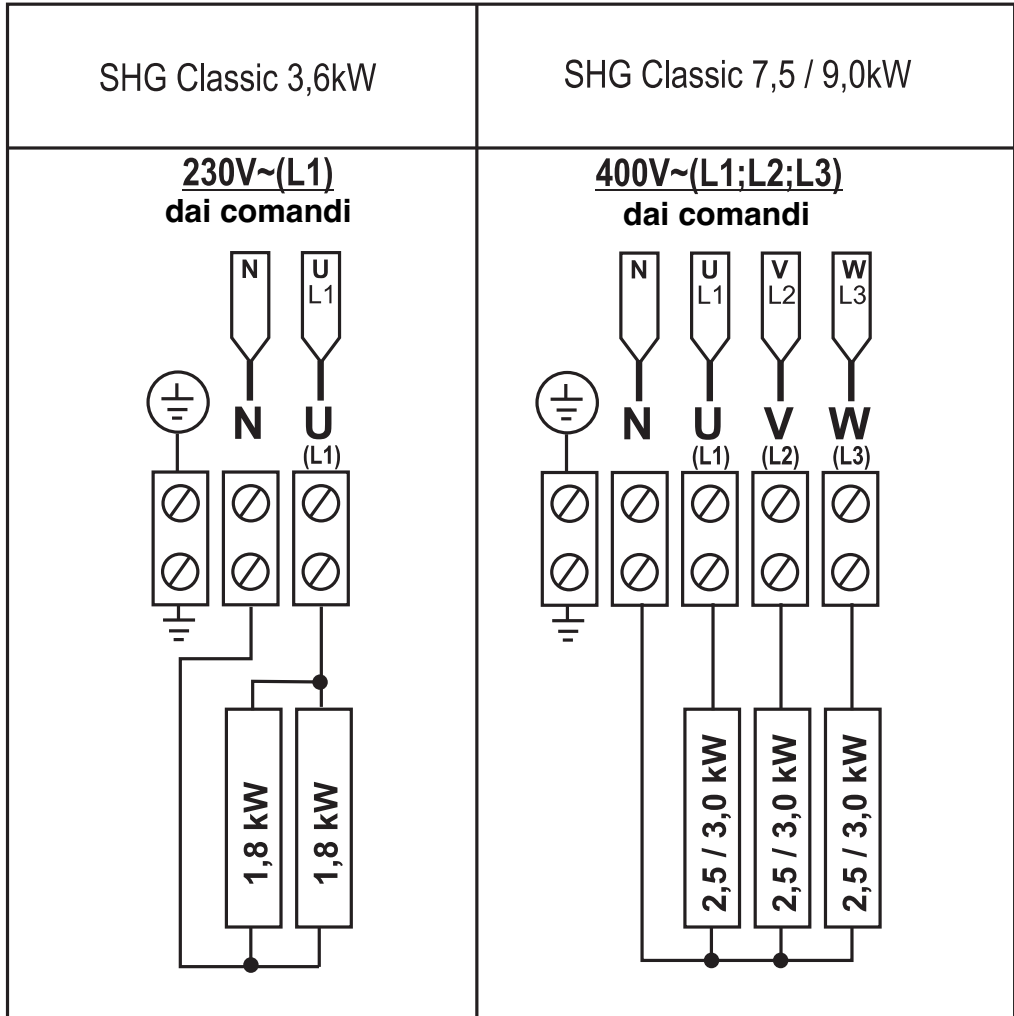 SHG Classic 3,6kW
SHG Classic 7,5 / 9,0kW
230V~(L1)
dai comandi
N
U
L1
N
U
(L1)
1,8 kW
1,8 kW
400V~(L1;L2;L3)
dai comandi
N
U
L1
V
L2
W
L3
N
U
V
W
(L1)
(L2)
(L3)
2,5 / 3,0 kW
2,5 / 3,0 kW
2,5 / 3,0 kW